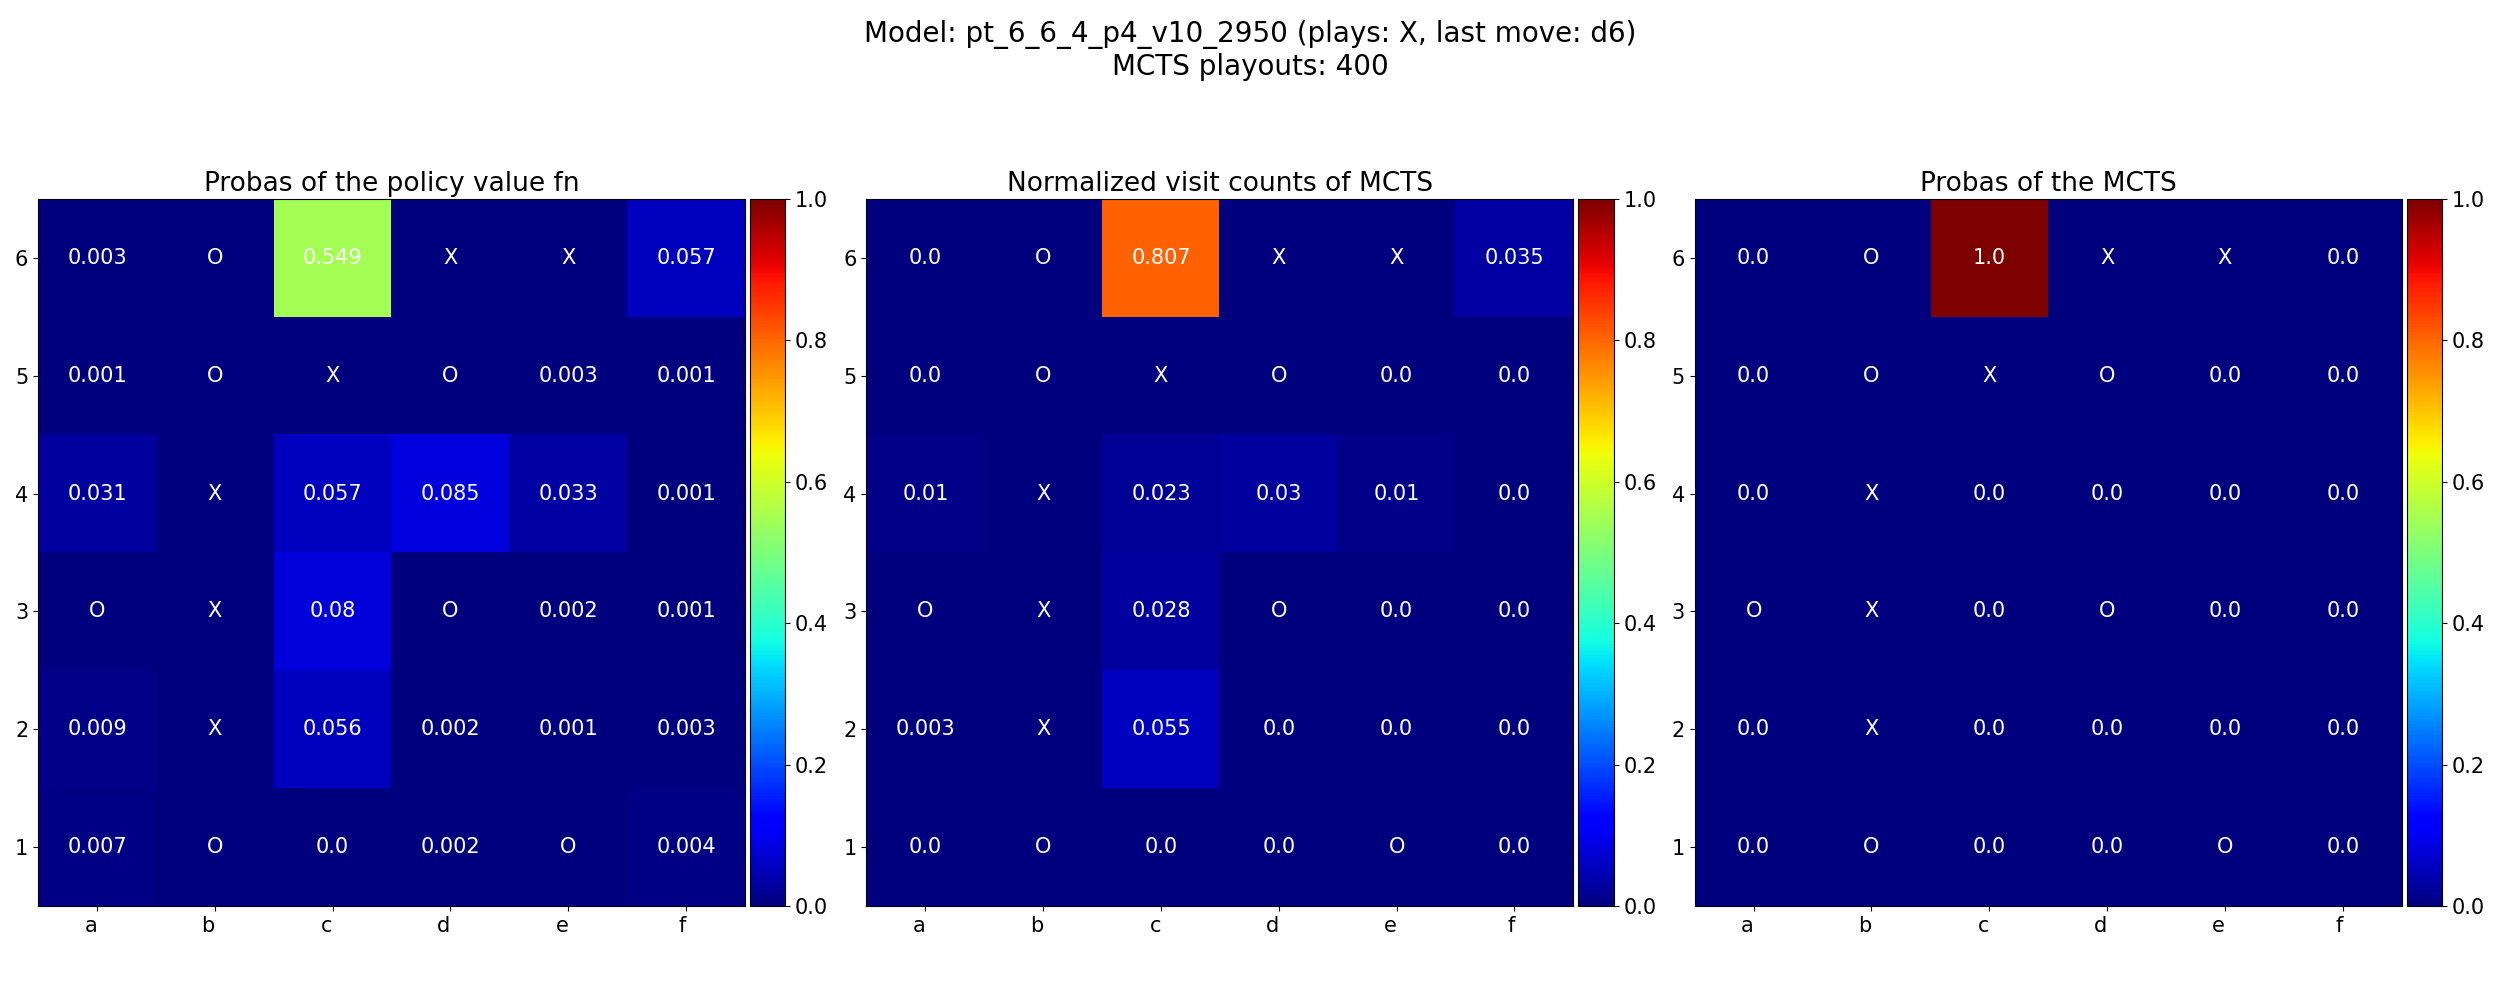 Model: pt_6_6_4_p4_v10_2950 (plays: X, last move: d6)
MCTS playouts: 400
Probas of the policy value fn
6 0.003 O 0.549 X X 0.057
5 0.001 O X O 0.003 0.001
4 0.031 X 0.057 0.085 0.033 0.001
3 O X 0.08 O 0.002 0.001
2 0.009 X 0.056 0.002 0.001 0.003
1 0.007 O 0.0 0.002 O 0.004
a b c d e f
1.0
0.8
0.6
0.4
0.2
0.0
Normalized visit counts of MCTS
6 0.0 O 0.807 X X 0.035
5 0.0 O X O 0.0 0.0
4 0.01 X 0.023 0.03 0.01 0.0
3 O X 0.028 O 0.0 0.0
2 0.003 X 0.055 0.0 0.0 0.0
1 0.0 O 0.0 0.0 O 0.0
a b c d e f
1.0
0.8
0.6
0.4
0.2
0.0
Probas of the MCTS
6 0.0 O 1.0 X X 0.0
5 0.0 O X O 0.0 0.0
4 0.0 X 0.0 0.0 0.0 0.0
3 O X 0.0 O 0.0 0.0
2 0.0 X 0.0 0.0 0.0 0.0
1 0.0 O 0.0 0.0 O 0.0
a b c d e f
1.0
0.8
0.6
0.4
0.2
0.0